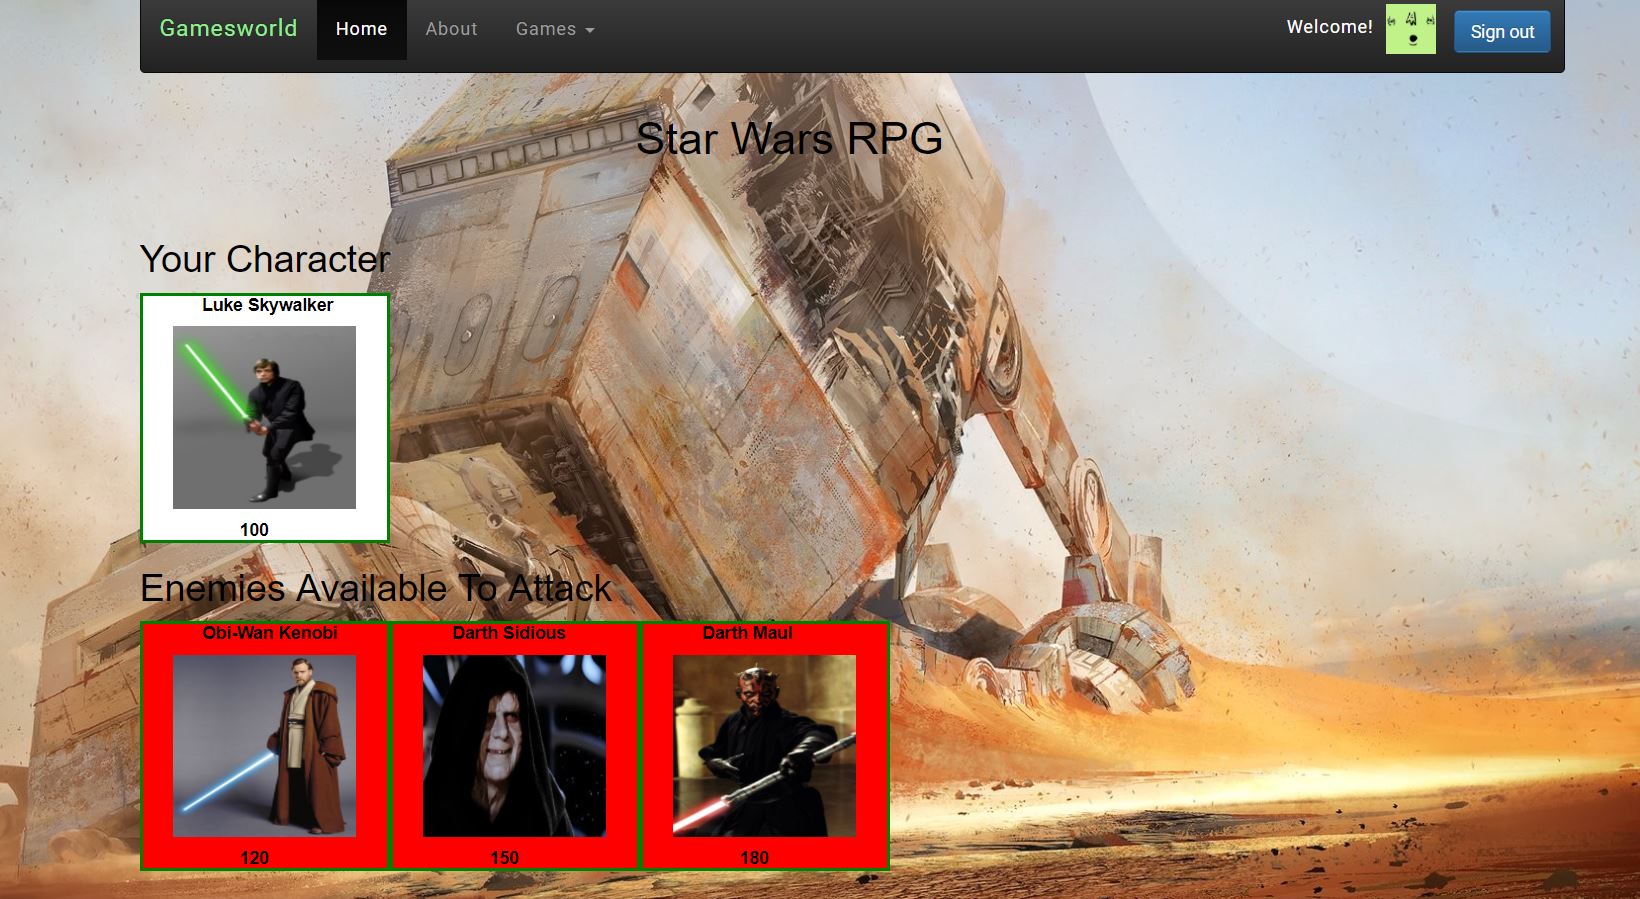 Gamesworld Home About Games Welcome! Sign out
Star Wars RPG
Your Character
Luke Skywalker
100
Enemies Available To Attack
Obi-Wan Kenobi Darth Sidious Darth Maul
120 150 180